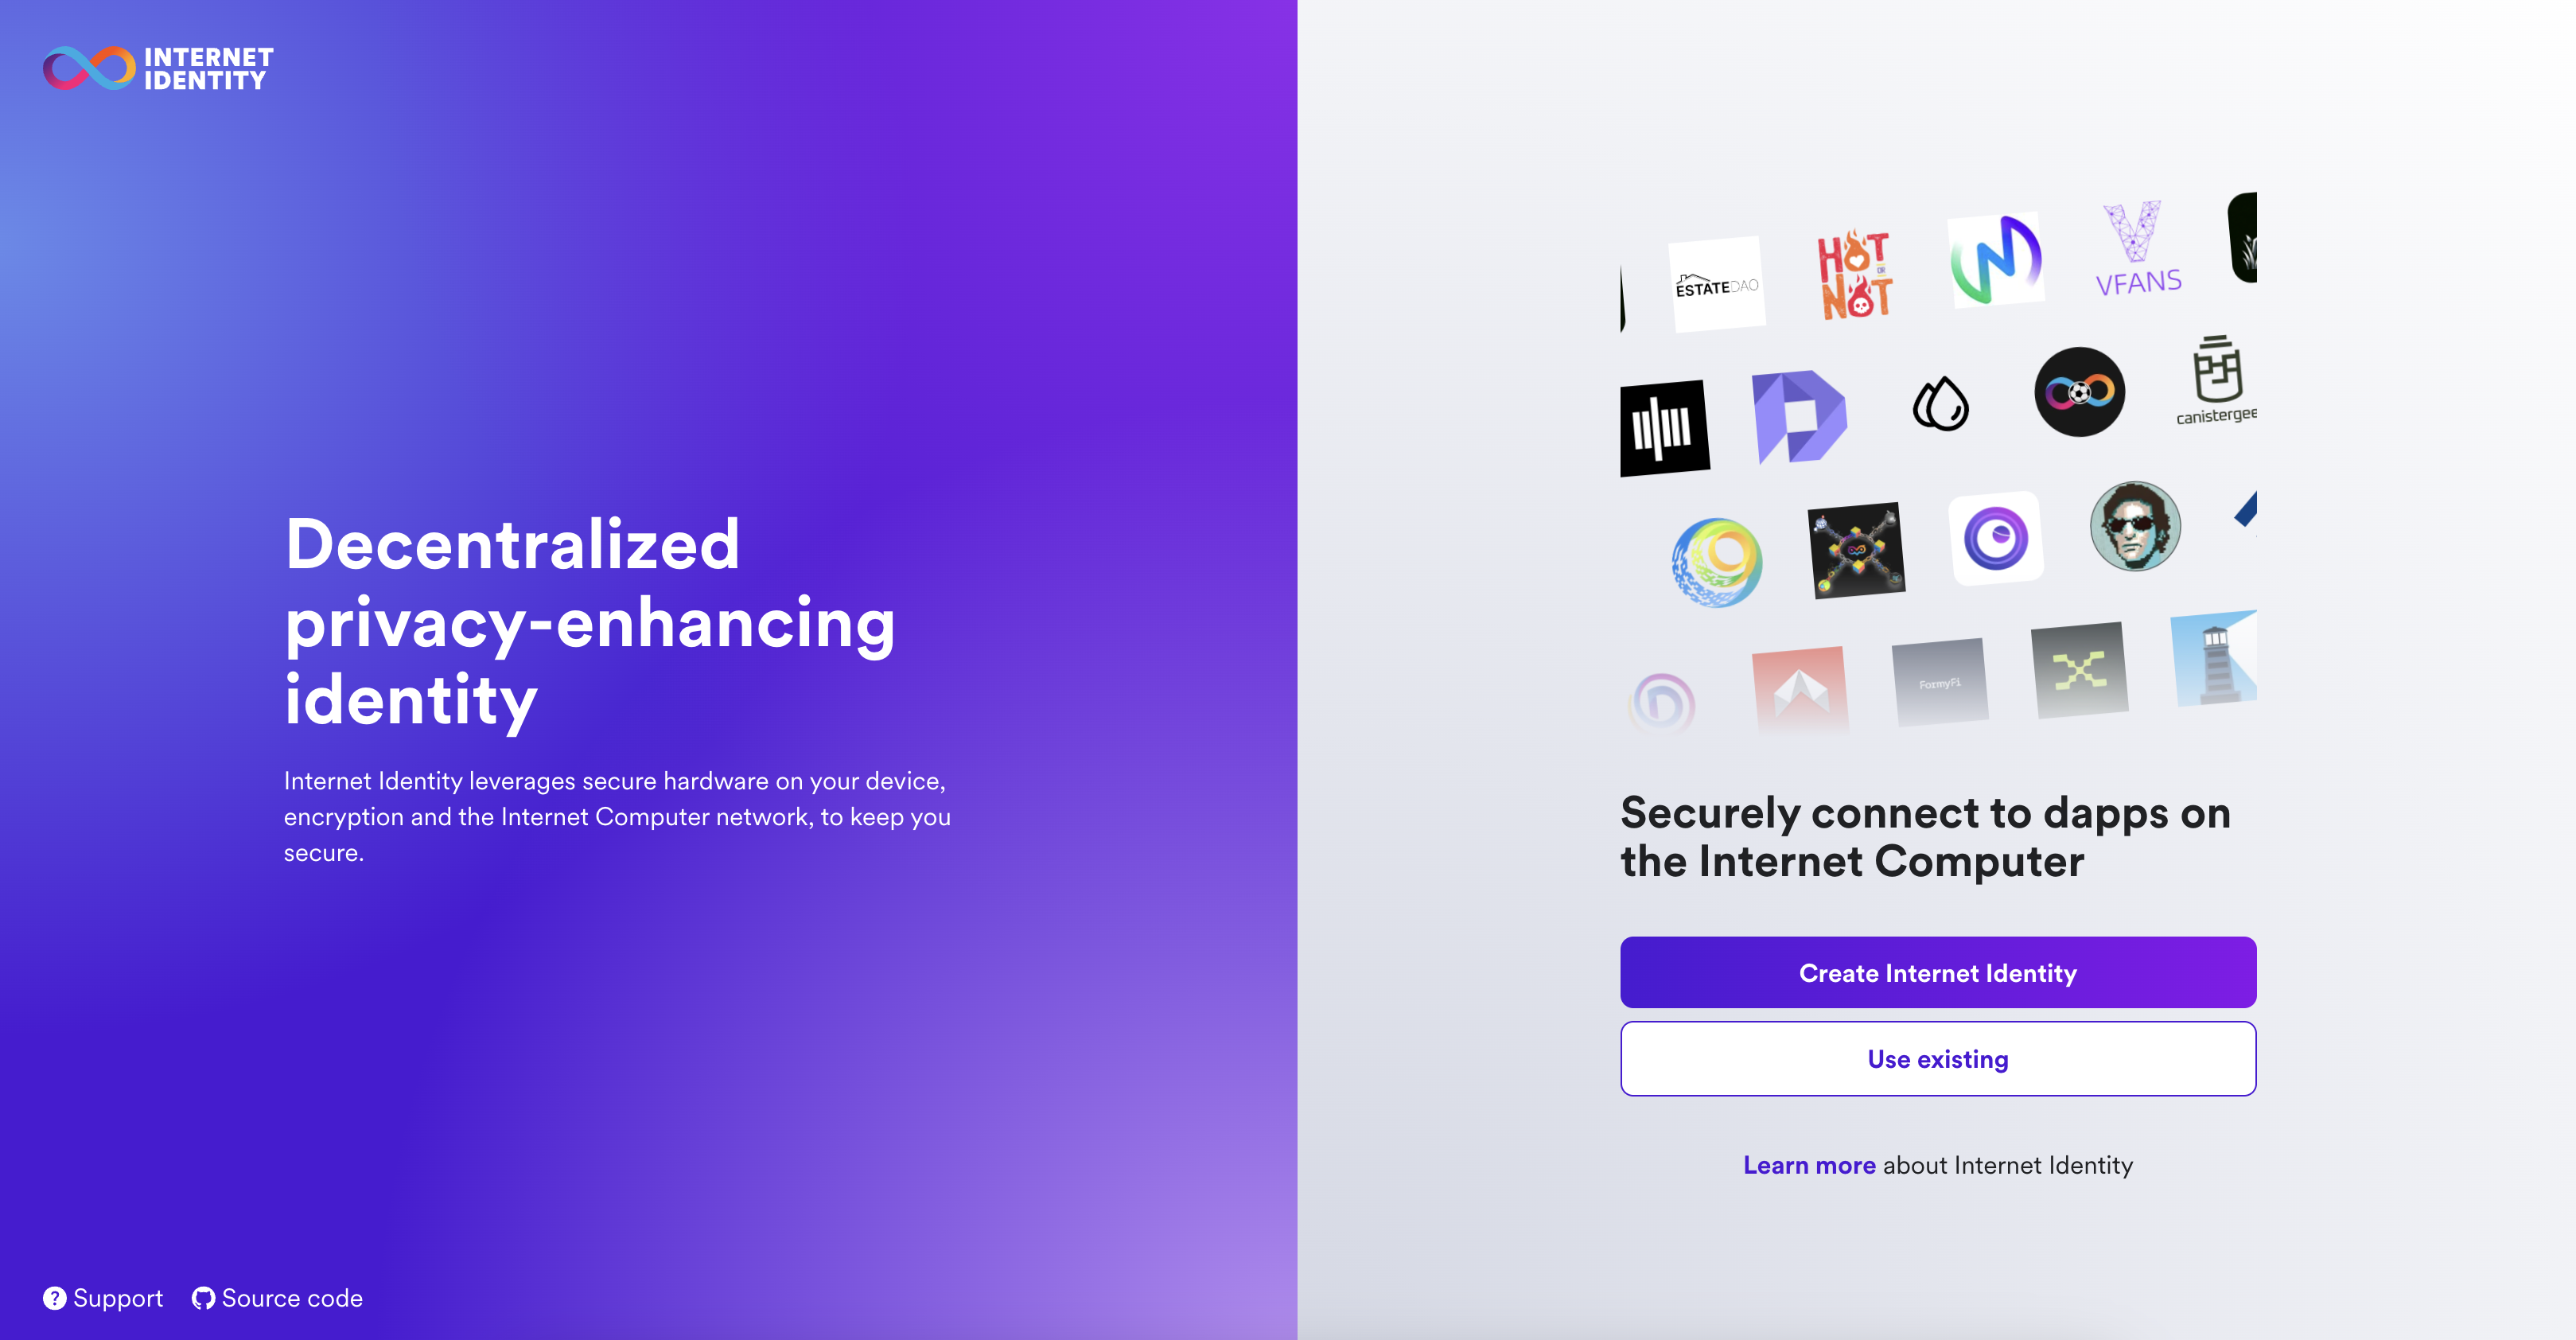 INTERNET
IDENTITY
Decentralized
privacy-enhancing
identity
Internet Identity leverages secure hardware on your device,
encryption and the Internet Computer network, to keep you
secure.
Support
Source code
ESTATEDAO
HOT
OR
NOT
VFANS
canistergee
FormyFi
Securely connect to dapps on
the Internet Computer
Create Internet Identity
Use existing
Learn more about Internet Identity